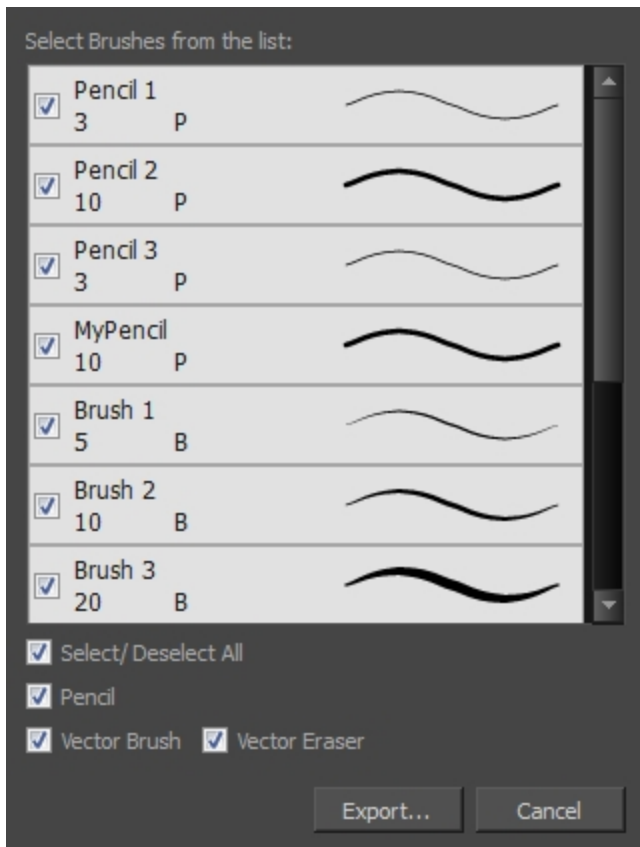 Select Brushes from the list:
Pencil 1
3 P
Pencil 2
10 P
Pencil 3
3 P
MyPencil
10 P
Brush 1
5 B
Brush 2
10 B
Brush 3
20 B
Select/ Deselect All
Pencil
Vector Brush Vector Eraser
Export... Cancel